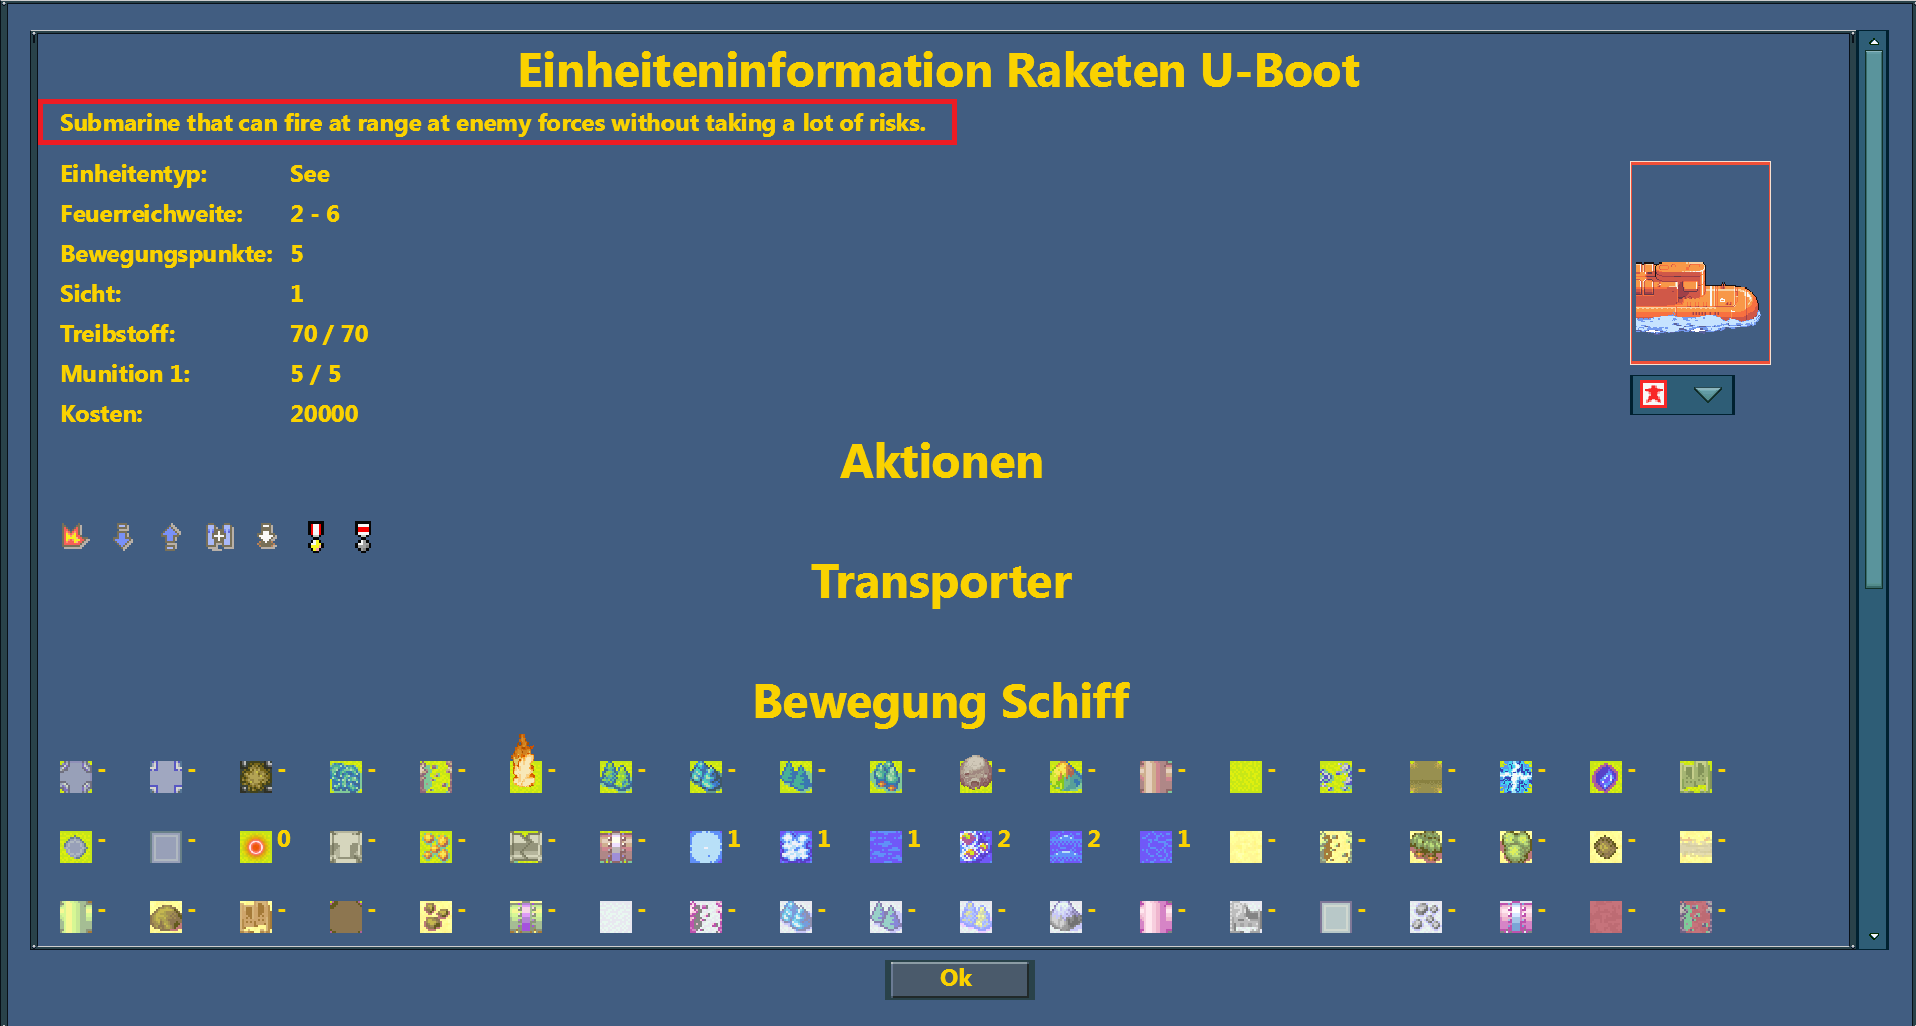 Einheiteninformation Raketen U-Boot
Submarine that can fire at range at enemy forces without taking a lot of risks.
Einheitentyp: See
Feuerreichweite: 2 - 6
Bewegungspunkte: 5
Sicht: 1
Treibstoff: 70 / 70
Munition 1: 5 / 5
Kosten: 20000
Aktionen
Transporter
Bewegung Schiff
- - - - - - - - - - - - - - - - - - -
- - 0 - - - - 1 1 1 2 2 1 - - - - - -
- - - - - - - - - - - - - - - - - - -
Ok